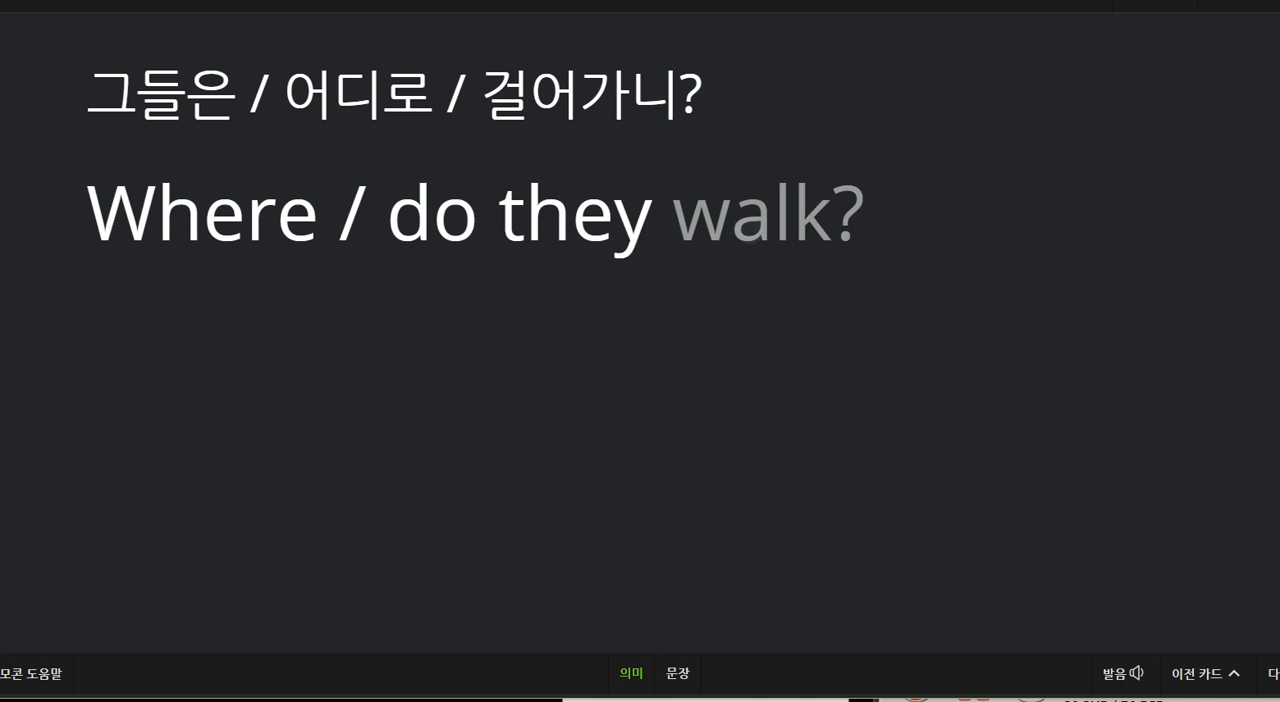 그들은 / 어디로 / 걸어가니?
Where / do they walk?
모콘 도움말
의미
문장
발음
이전 카드
다